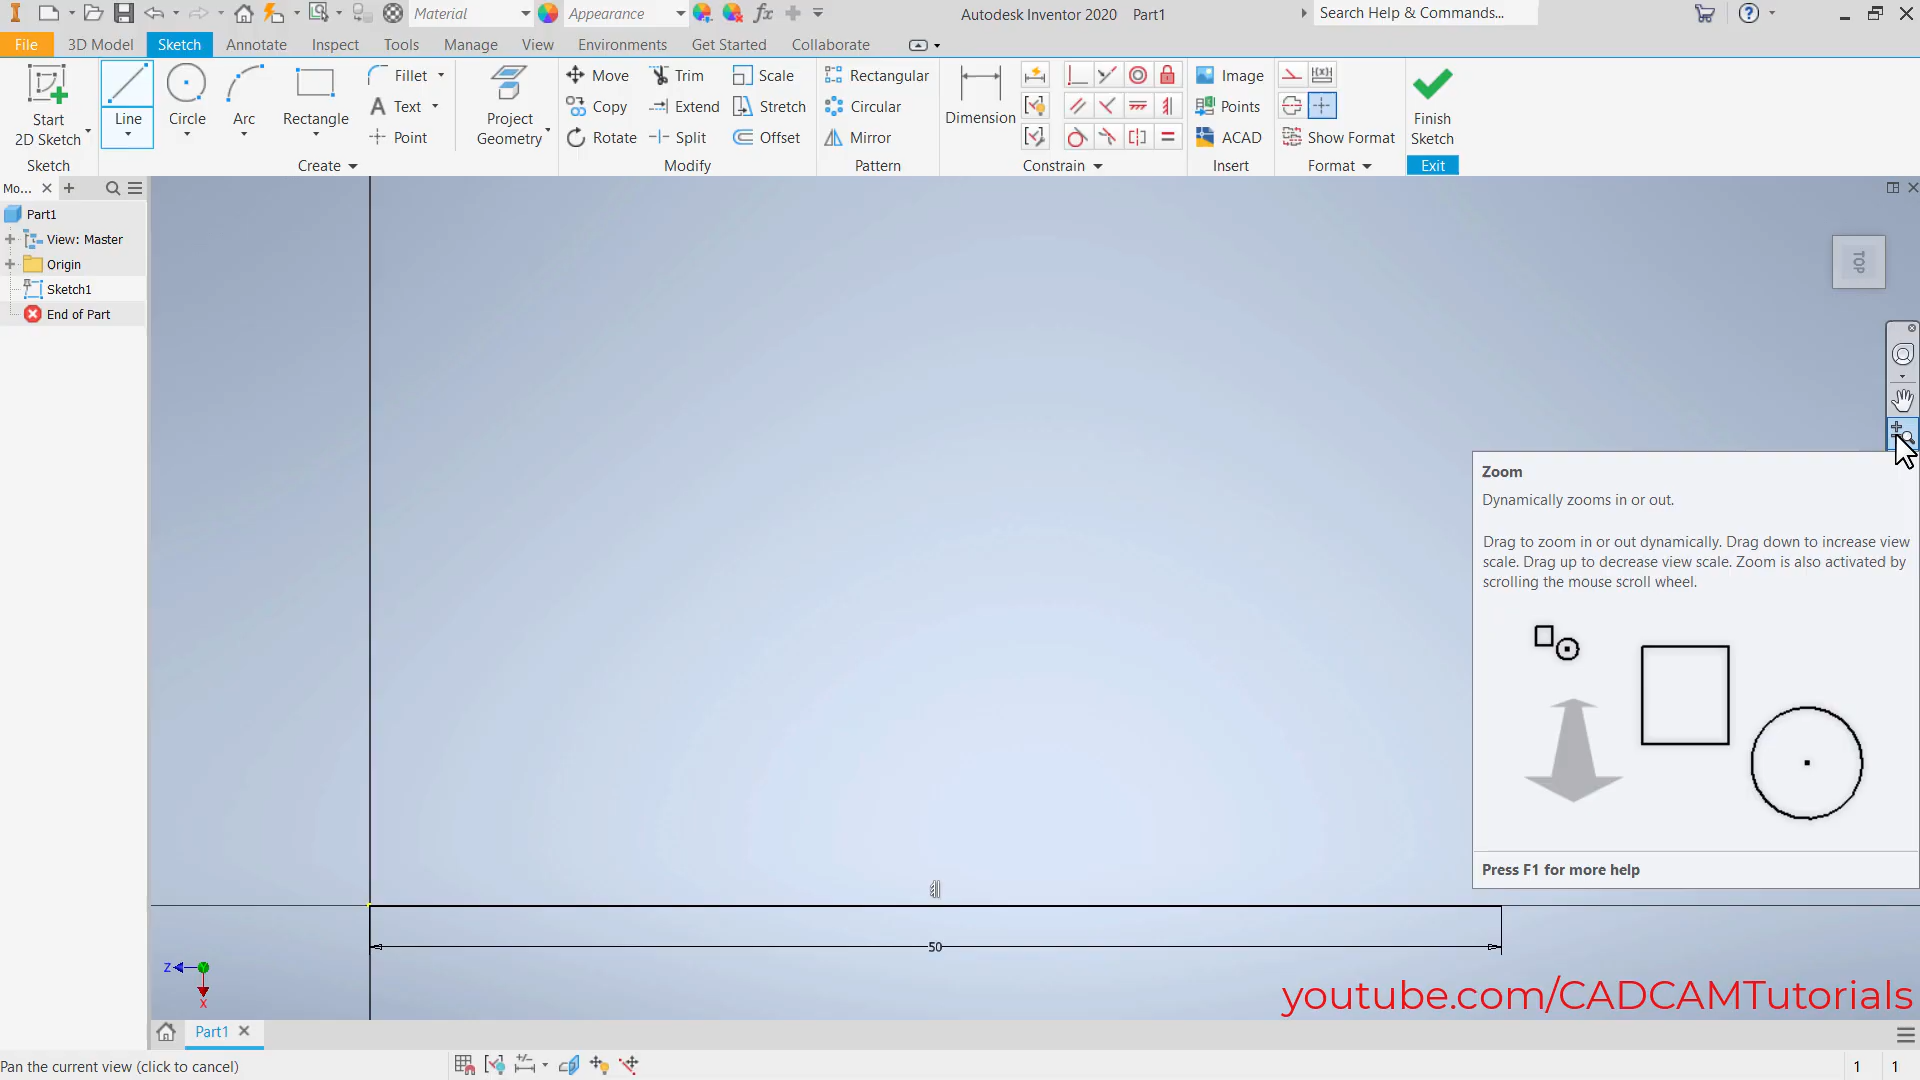 Material
Appearance
Autodesk Inventor 2020 Part1
Search Help & Commands...
File
3D Model
Sketch
Annotate
Inspect
Tools
Manage
View
Environments
Get Started
Collaborate
Start
2D Sketch
Line
Circle
Arc
Rectangle
Fillet
Text
Point
Project
Geometry
Move
Copy
Rotate
Trim
Extend
Split
Scale
Stretch
Offset
Rectangular
Circular
Mirror
Dimension
Image
Points
ACAD
Show Format
Finish
Sketch
Sketch
Create
Modify
Pattern
Constrain
Insert
Format
Exit
Mo...
Part1
View: Master
Origin
Sketch1
End of Part
TOP
Zoom
Dynamically zooms in or out.
Drag to zoom in or out dynamically. Drag down to increase view
scale. Drag up to decrease view scale. Zoom is also activated by
scrolling the mouse scroll wheel.
Press F1 for more help
50
Z
X
youtube.com/CADCAMTutorials
Part1
Pan the current view (click to cancel)
1 1